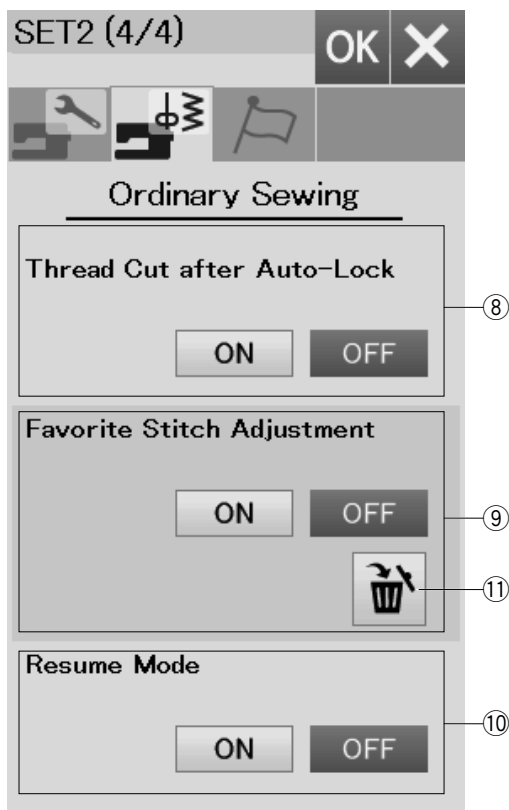 SET2 (4/4)
OK
Ordinary Sewing
Thread Cut after Auto-Lock
ON OFF
⑧
Favorite Stitch Adjustment
ON OFF
⑨
⑪
Resume Mode
ON OFF
⑩